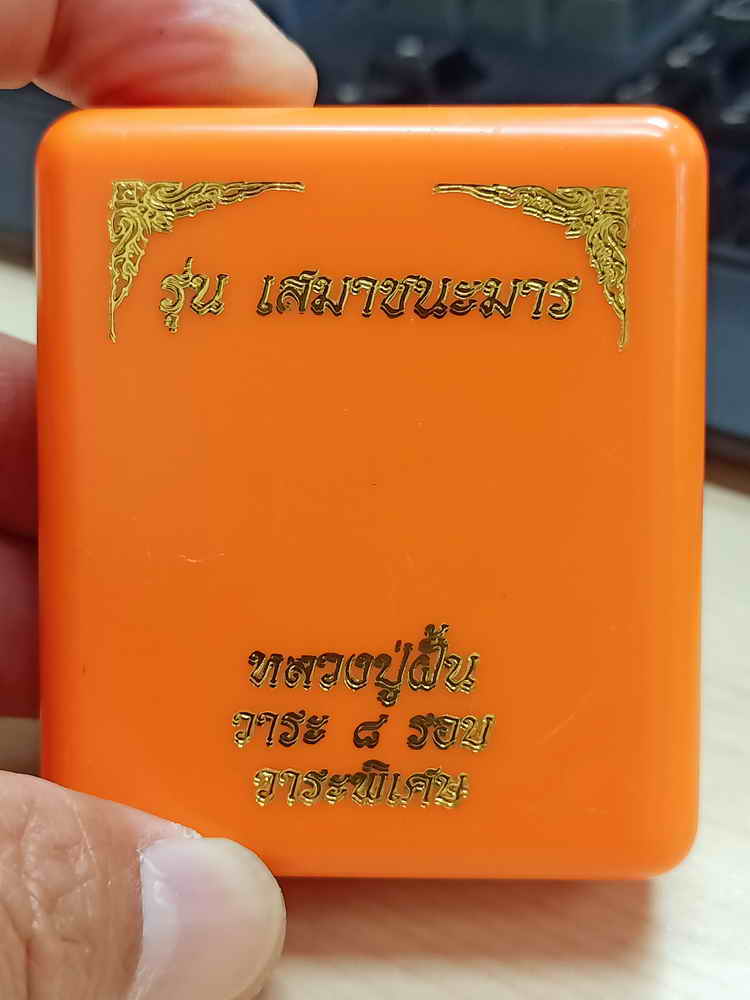 รุ่น เสมาชนะมาร
หลวงปู่ฝั้น
วาระ ๘ รอบ
วาระพิเศษ